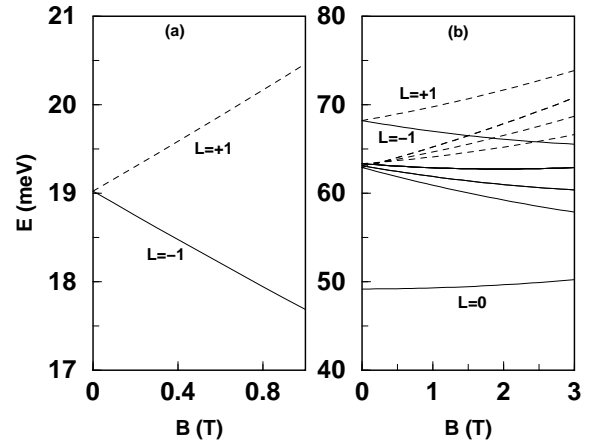 (a)
(b)
E (meV)
21
20
19
18
17
L=+1
L=−1
0
0.4
0.8
B (T)
80
70
60
50
40
L=+1
L=−1
L=0
0
1
2
3
B (T)